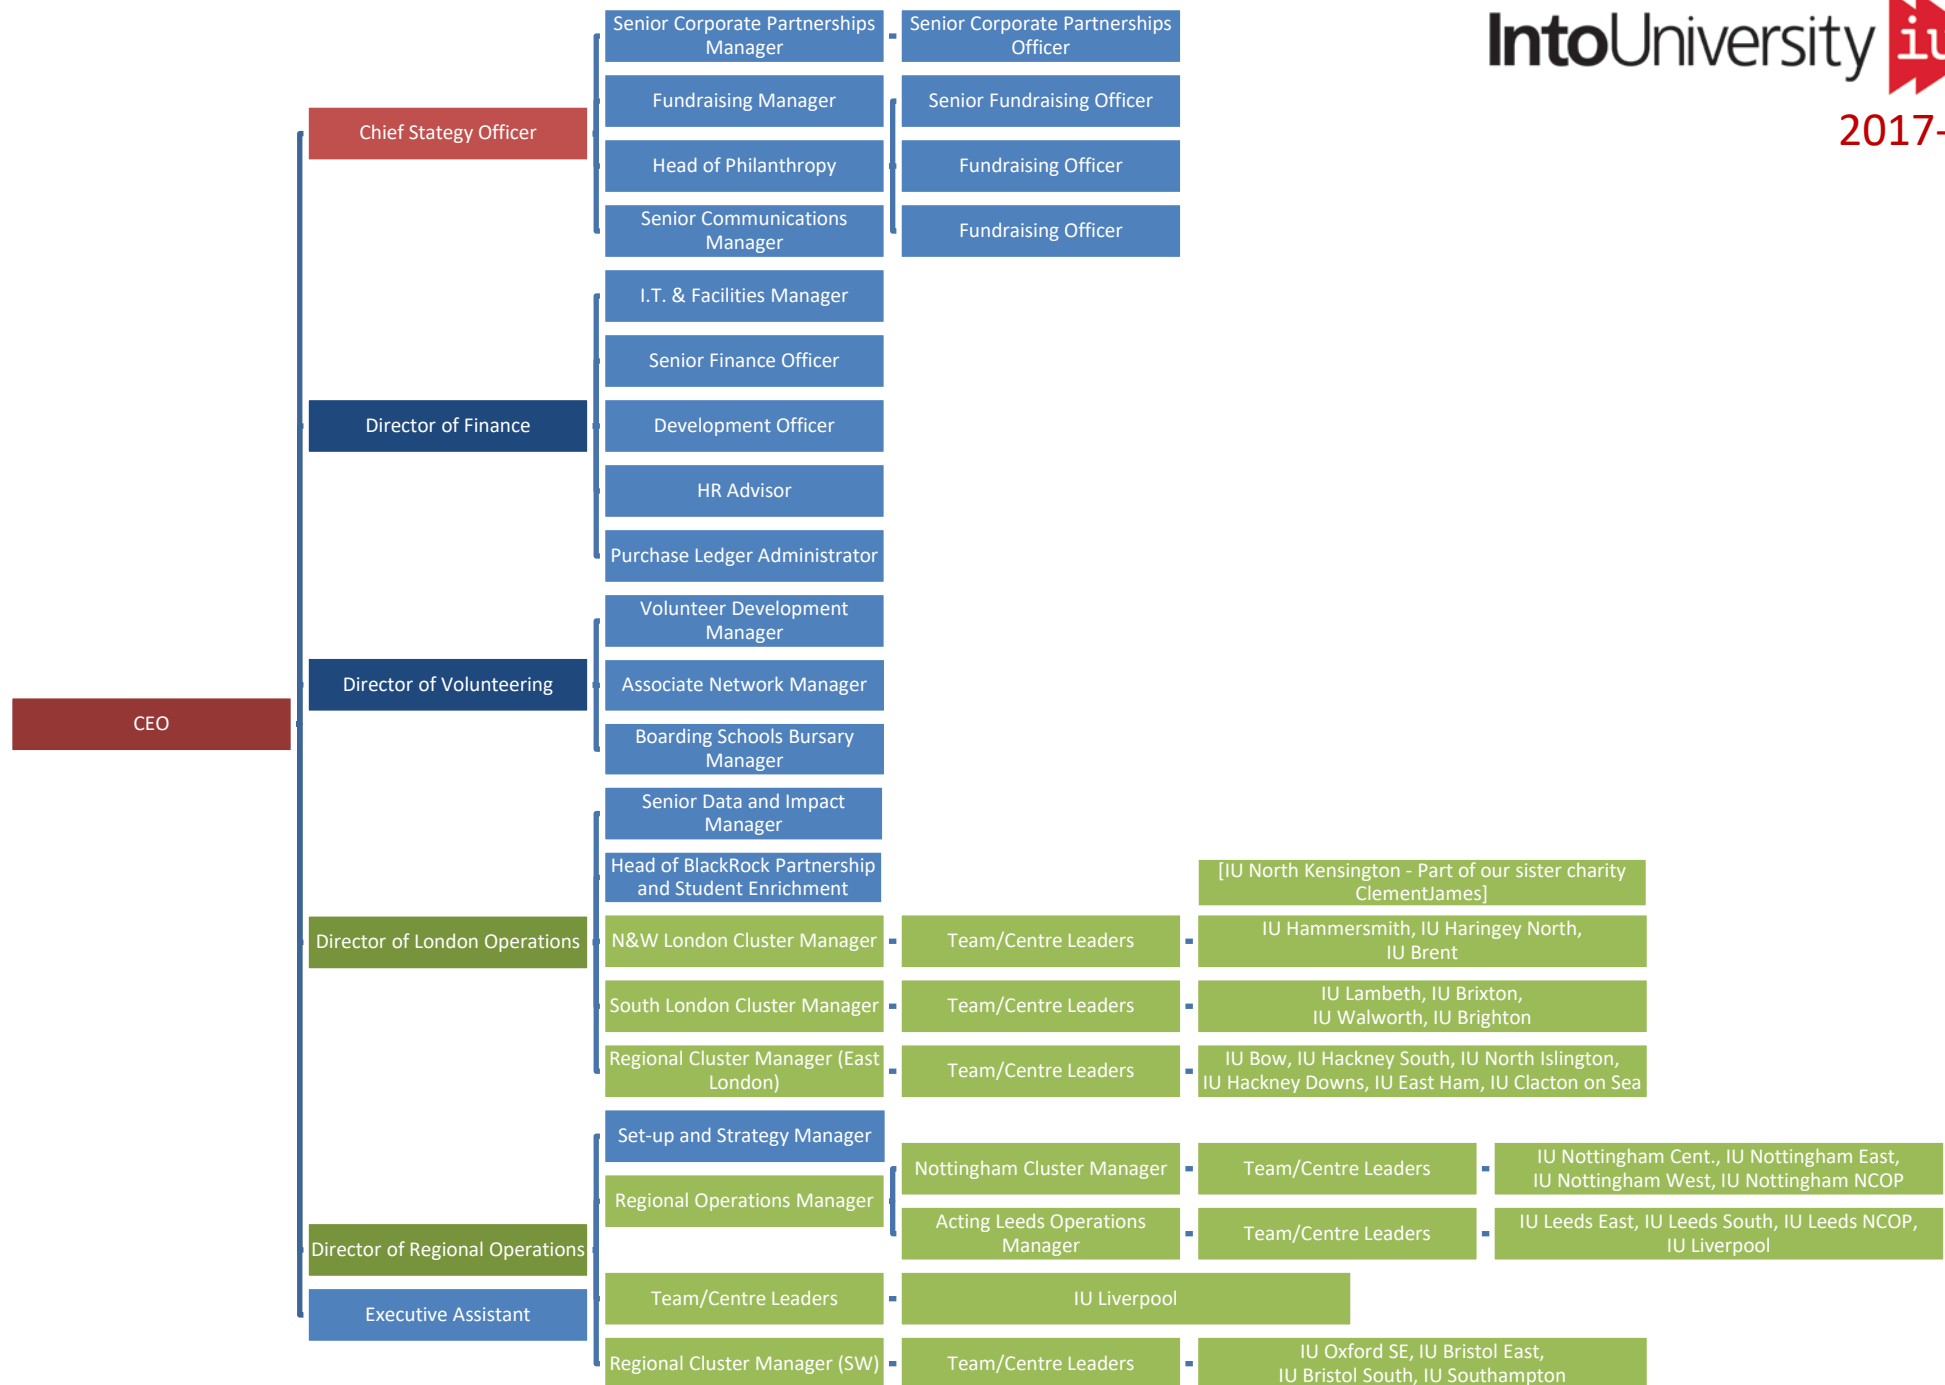 IntoUniversity iu
2017-
CEO
Chief Stategy Officer
Senior Corporate Partnerships
Manager
Senior Corporate Partnerships
Officer
Fundraising Manager
Head of Philanthropy
Senior Fundraising Officer
Fundraising Officer
Fundraising Officer
Senior Communications
Manager
Director of Finance
I.T. & Facilities Manager
Senior Finance Officer
Development Officer
HR Advisor
Purchase Ledger Administrator
Director of Volunteering
Volunteer Development
Manager
Associate Network Manager
Boarding Schools Bursary
Manager
Director of London Operations
Senior Data and Impact
Manager
Head of BlackRock Partnership
and Student Enrichment
[IU North Kensington - Part of our sister charity
ClementJames]
N&W London Cluster Manager
Team/Centre Leaders
IU Hammersmith, IU Haringey North,
IU Brent
South London Cluster Manager
Team/Centre Leaders
IU Lambeth, IU Brixton,
IU Walworth, IU Brighton
Regional Cluster Manager (East
London)
Team/Centre Leaders
IU Bow, IU Hackney South, IU North Islington,
IU Hackney Downs, IU East Ham, IU Clacton on Sea
Director of Regional Operations
Set-up and Strategy Manager
Regional Operations Manager
Nottingham Cluster Manager
Team/Centre Leaders
IU Nottingham Cent., IU Nottingham East,
IU Nottingham West, IU Nottingham NCOP
Acting Leeds Operations
Manager
Team/Centre Leaders
IU Leeds East, IU Leeds South, IU Leeds NCOP,
IU Liverpool
Team/Centre Leaders
IU Liverpool
Regional Cluster Manager (SW)
Team/Centre Leaders
IU Oxford SE, IU Bristol East,
IU Bristol South, IU Southampton
Executive Assistant